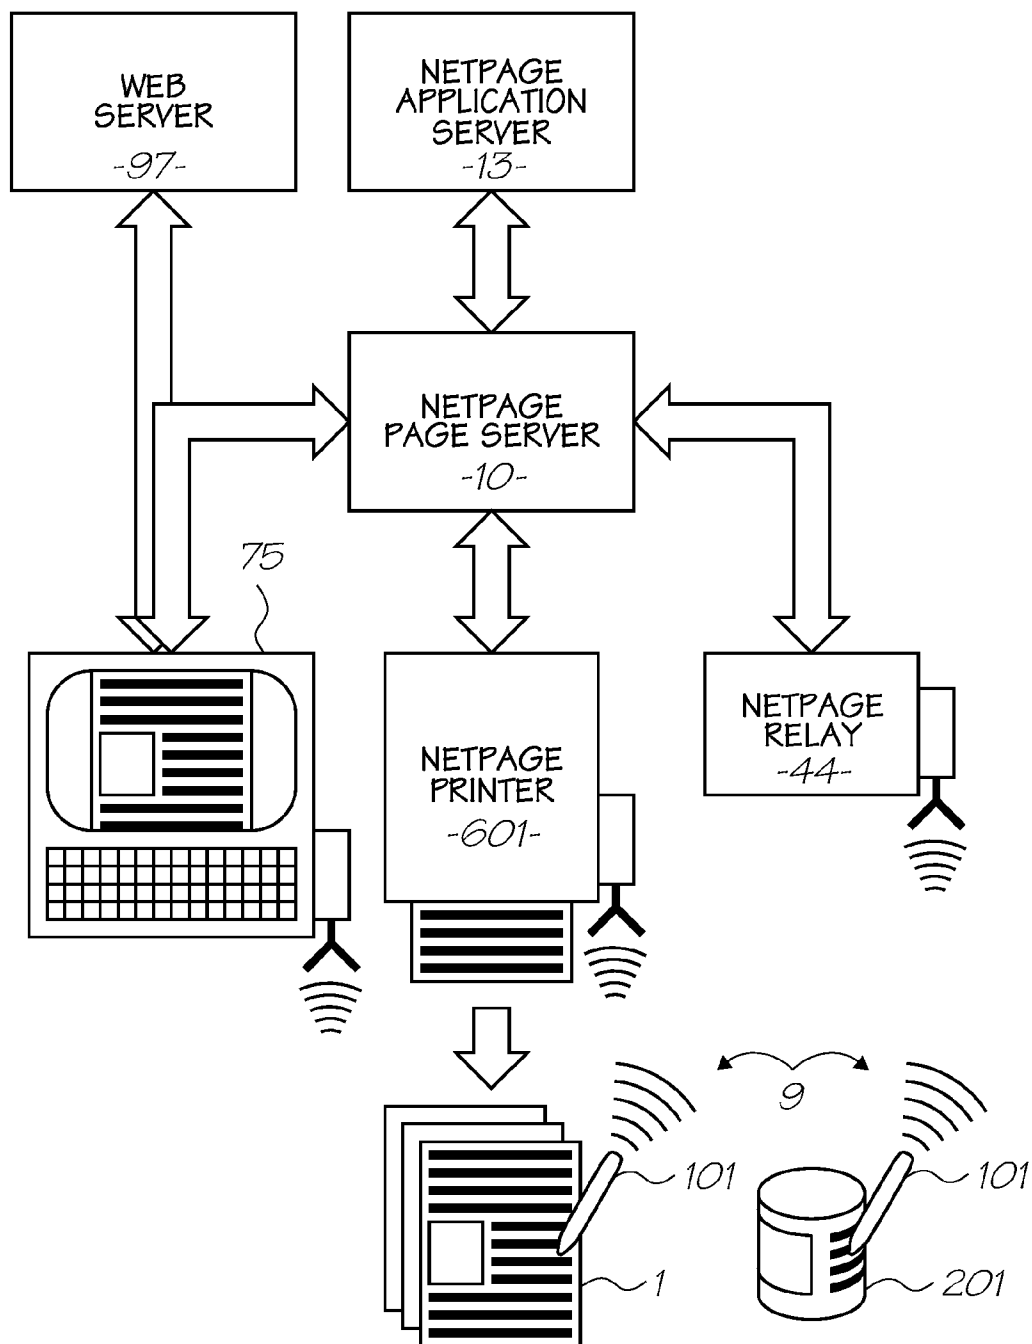 WEB
SERVER
-97-
NETPAGE
APPLICATION
SERVER
-13-
NETPAGE
PAGE SERVER
-10-
75
NETPAGE
PRINTER
-601-
NETPAGE
RELAY
-44-
9
101
101
1
201